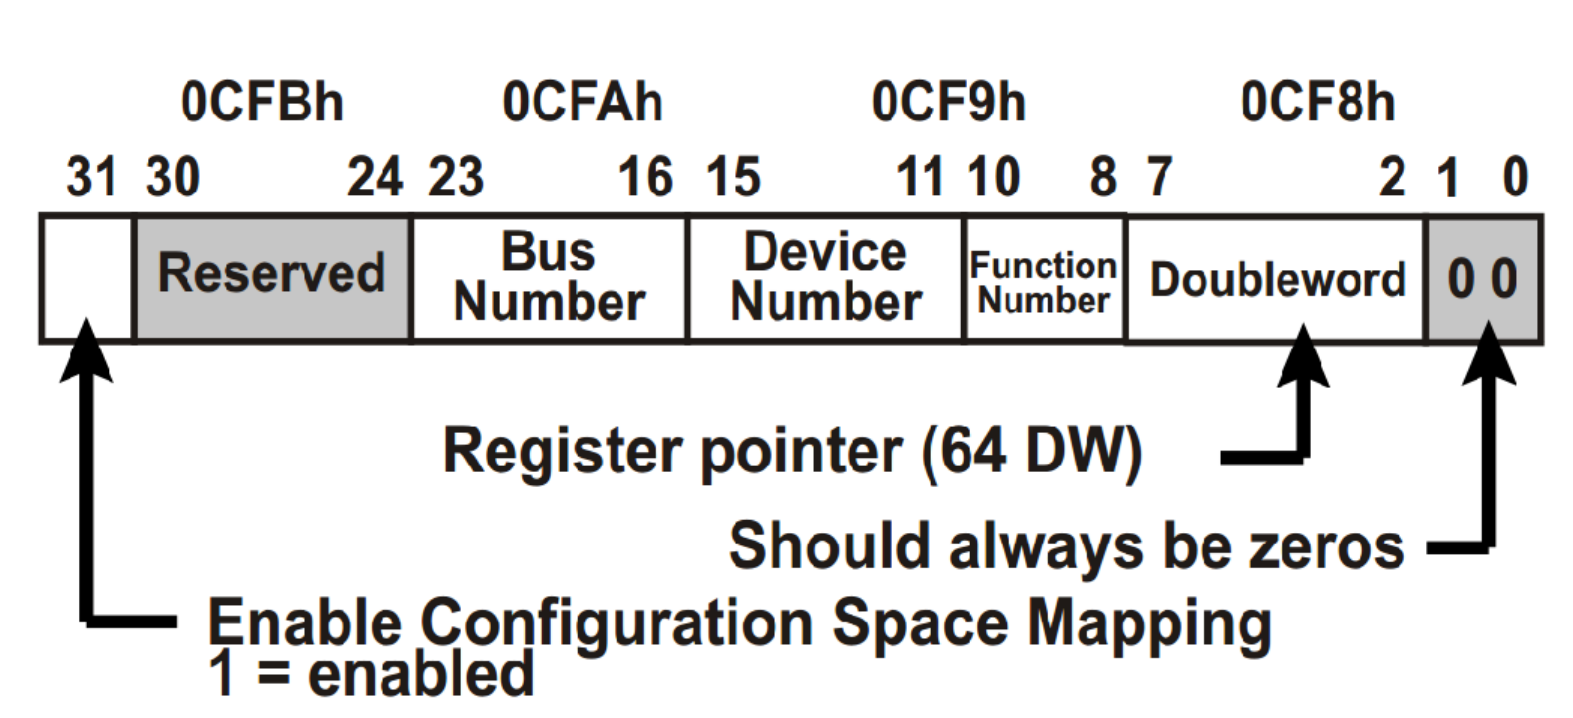 0CFBh 0CFAh 0CF9h 0CF8h
31 30 24 23 16 15 11 10 8 7 2 1 0
Reserved
Bus
Number
Device
Number
Function
Number
Doubleword
0 0
Register pointer (64 DW)
Should always be zeros
Enable Configuration Space Mapping
1 = enabled